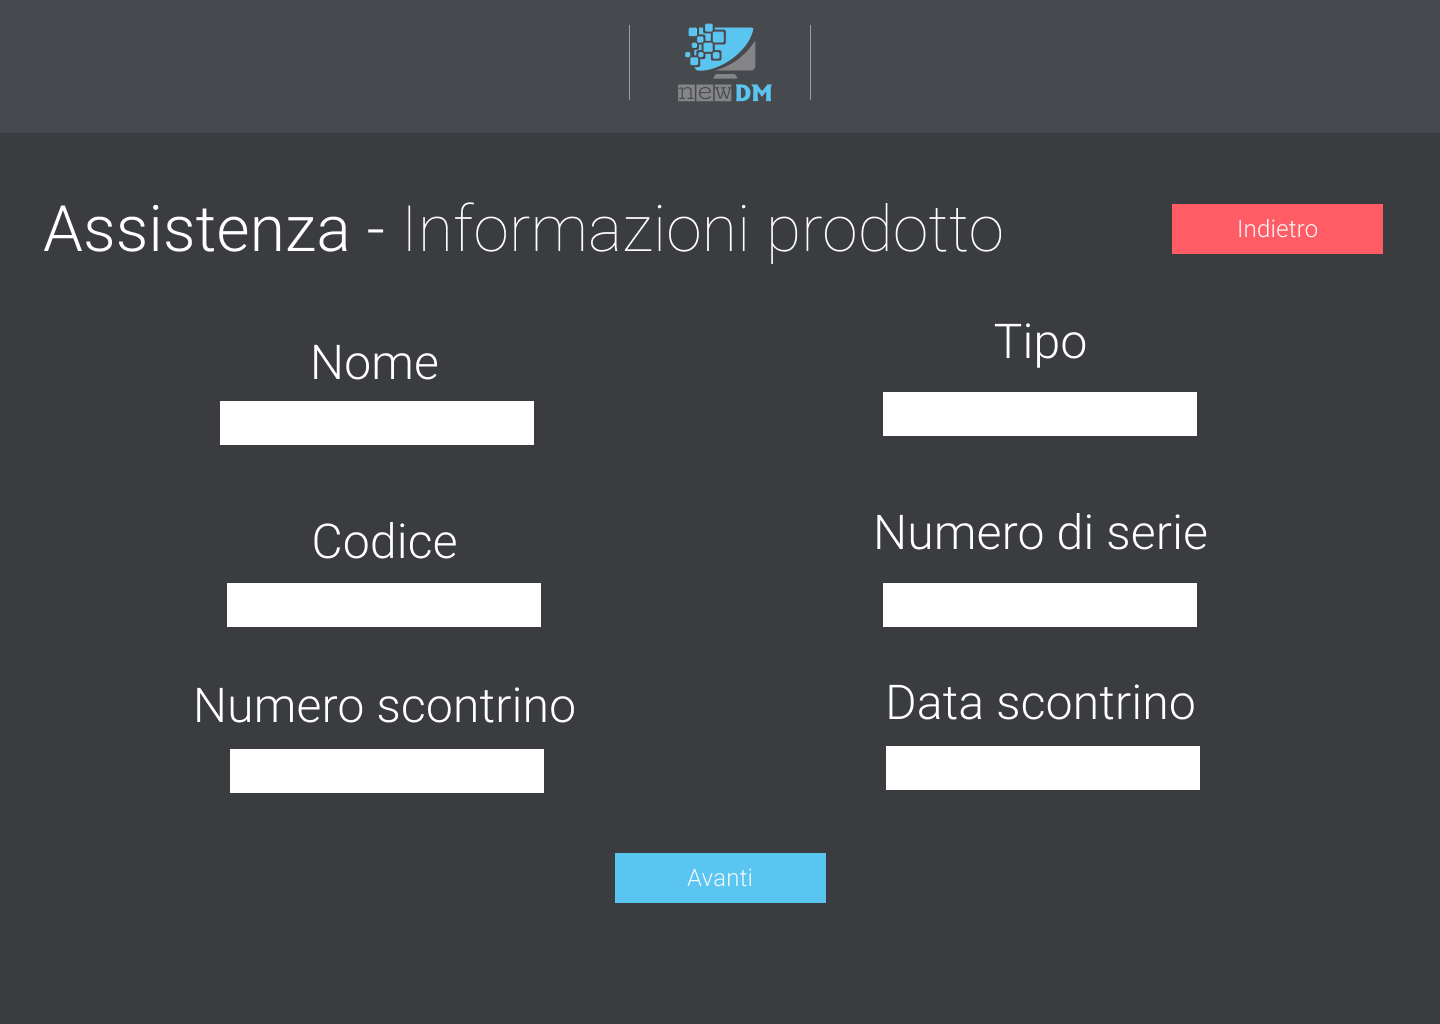 newDM
Assistenza - Informazioni prodotto
Indietro
Nome
Tipo
Codice
Numero di serie
Numero scontrino
Data scontrino
Avanti